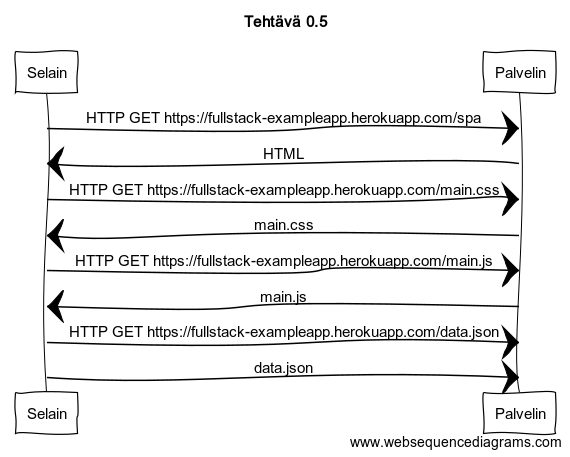 Tehtävä 0.5
Selain
Palvelin
HTTP GET https://fullstack-exampleapp.herokuapp.com/spa
HTML
HTTP GET https://fullstack-exampleapp.herokuapp.com/main.css
main.css
HTTP GET https://fullstack-exampleapp.herokuapp.com/main.js
main.js
HTTP GET https://fullstack-exampleapp.herokuapp.com/data.json
data.json
Selain
Palvelin
www.websequencediagrams.com